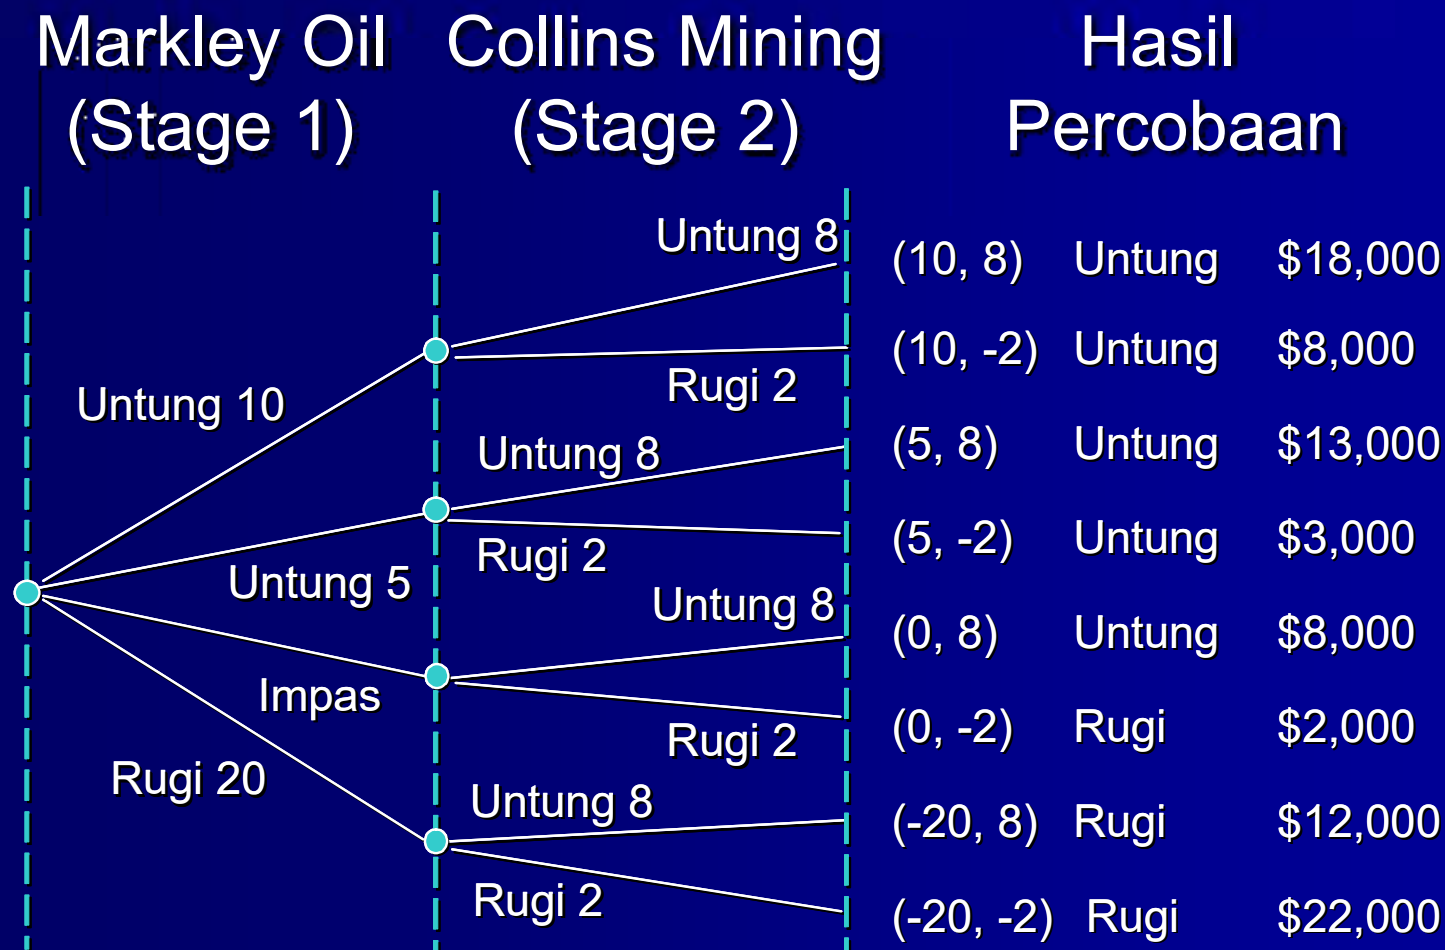 Markley Oil
(Stage 1)
Collins Mining
(Stage 2)
Hasil
Percobaan
Untung 10
Untung 5
Impas
Rugi 20
Untung 8
Rugi 2
Untung 8
Rugi 2
Untung 8
Rugi 2
Untung 8
Rugi 2
(10, 8) Untung $18,000
(10, -2) Untung $8,000
(5, 8) Untung $13,000
(5, -2) Untung $3,000
(0, 8) Untung $8,000
(0, -2) Rugi $2,000
(-20, 8) Rugi $12,000
(-20, -2) Rugi $22,000